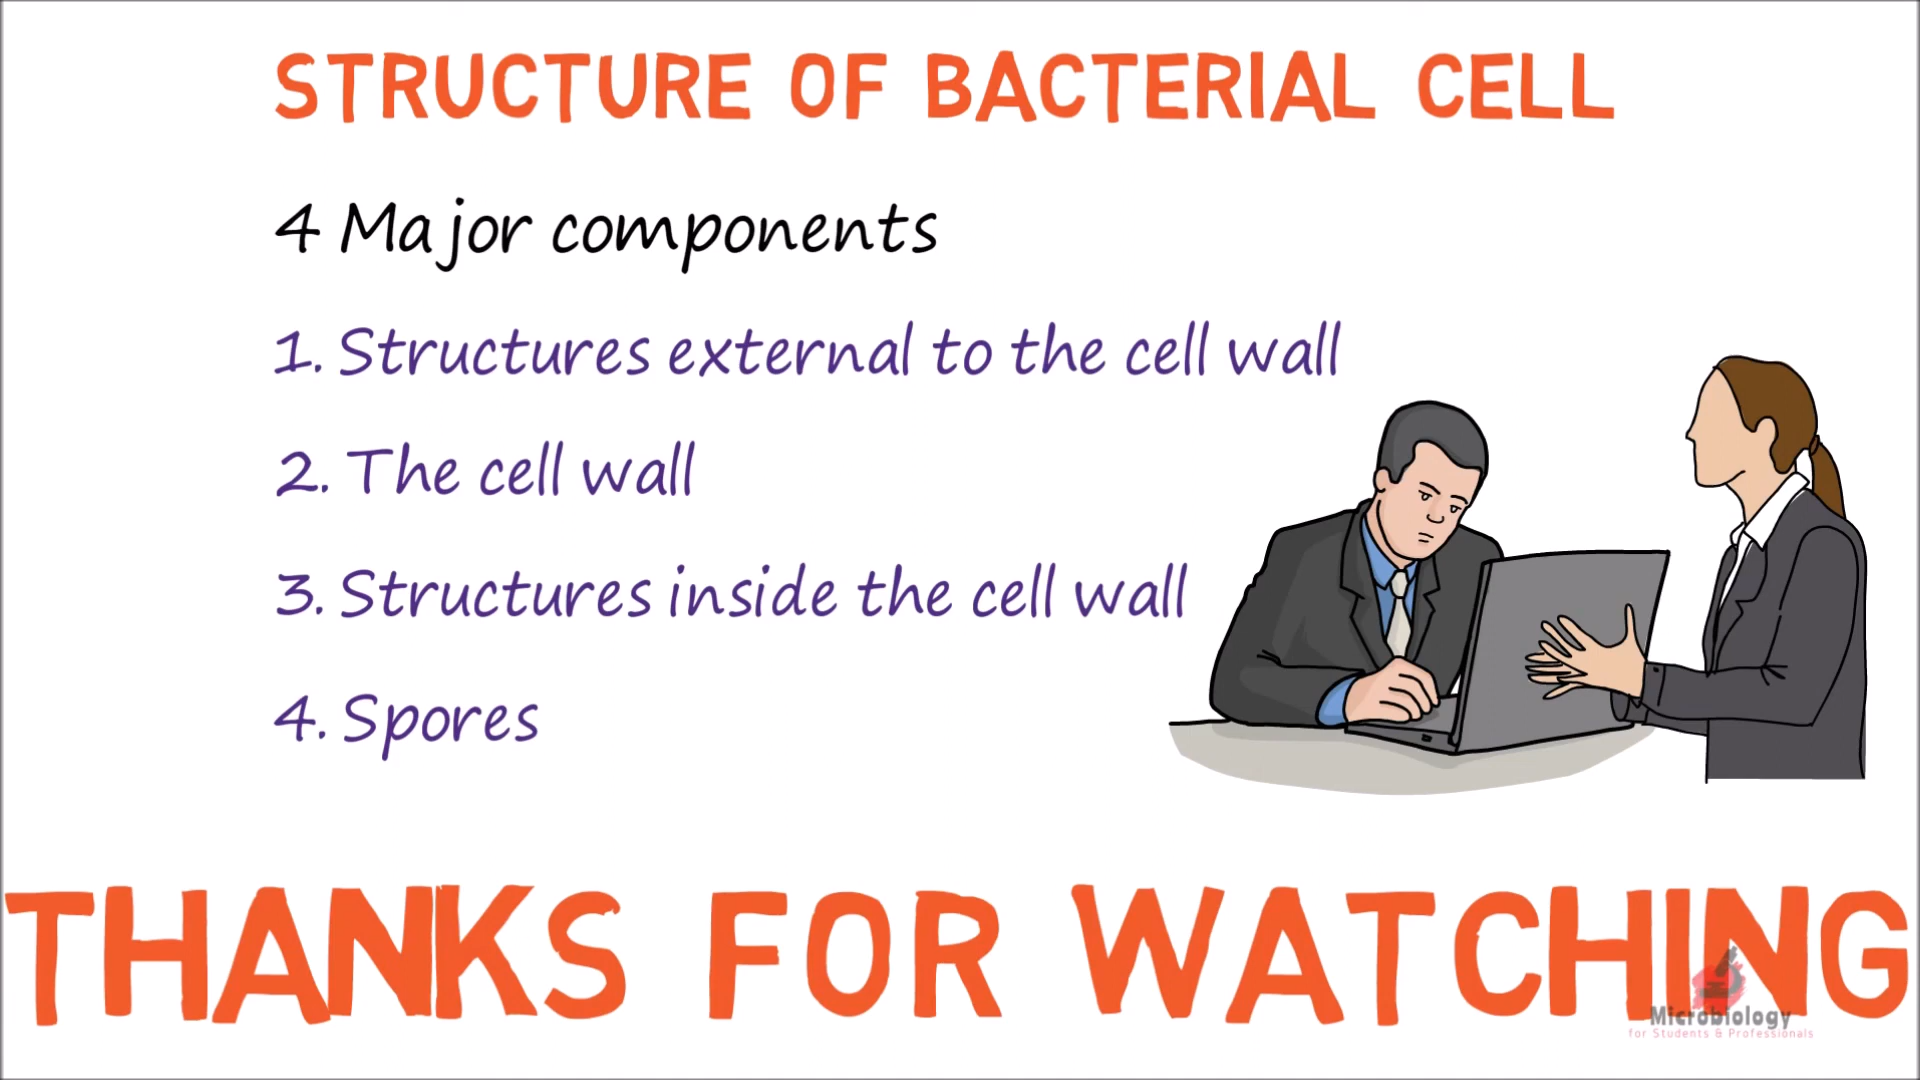 STRUCTURE OF BACTERIAL CELL
4 Major components
1. Structures external to the cell wall
2. The cell wall
3. Structures inside the cell wall
4. Spores
THANKS FOR WATCHING
Microbiology
for Students & Professionals